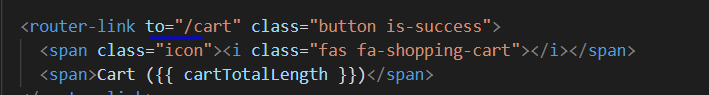 <router-link to="/cart" class="button is-success">
<span class="icon"><i class="fas fa-shopping-cart"></i></span>
<span>Cart ({{ cartTotalLength }})</span>